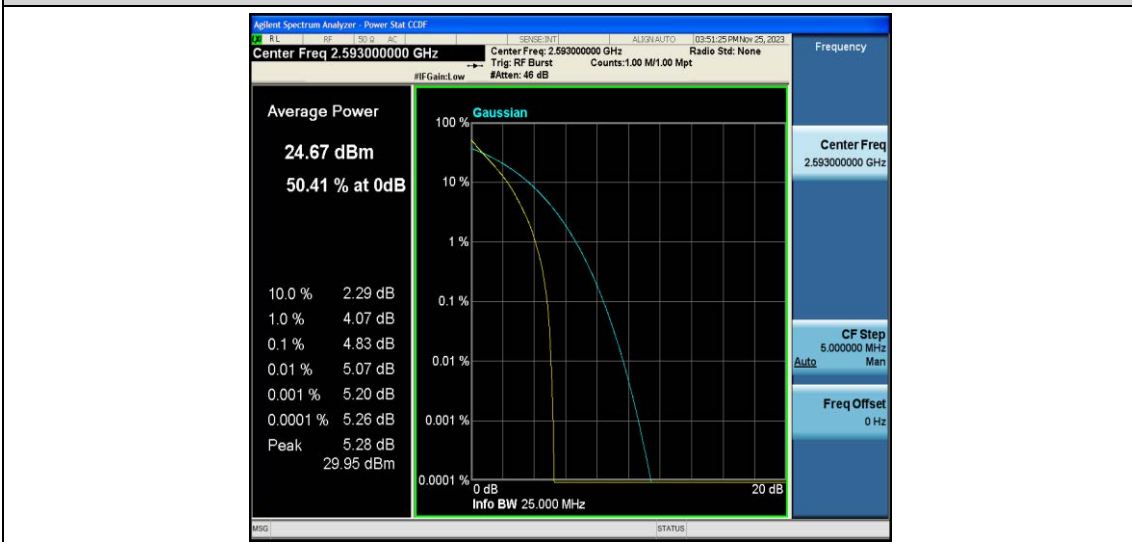 Agilent Spectrum Analyzer - Power Stat CCDF
RL RF 50 Ω AC SENSE:INT ALIGN AUTO 03:51:25 PM Nov 25, 2023
Center Freq 2.593000000 GHz
Center Freq: 2.593000000 GHz Radio Std: None
Trig: RF Burst Counts:1.00 M/1.00 Mpt
#IFGain:Low #Atten: 46 dB
Frequency
Average Power
24.67 dBm
50.41 % at 0dB
10.0 % 2.29 dB
1.0 % 4.07 dB
0.1 % 4.83 dB
0.01 % 5.07 dB
0.001 % 5.20 dB
0.0001 % 5.26 dB
Peak 5.28 dB
29.95 dBm
Gaussian
100 %
10 %
1 %
0.1 %
0.01 %
0.001 %
0.0001 %
0 dB 20 dB
Info BW 25.000 MHz
Center Freq
2.593000000 GHz
CF Step
5.000000 MHz
Auto Man
Freq Offset
0 Hz
MSG STATUS